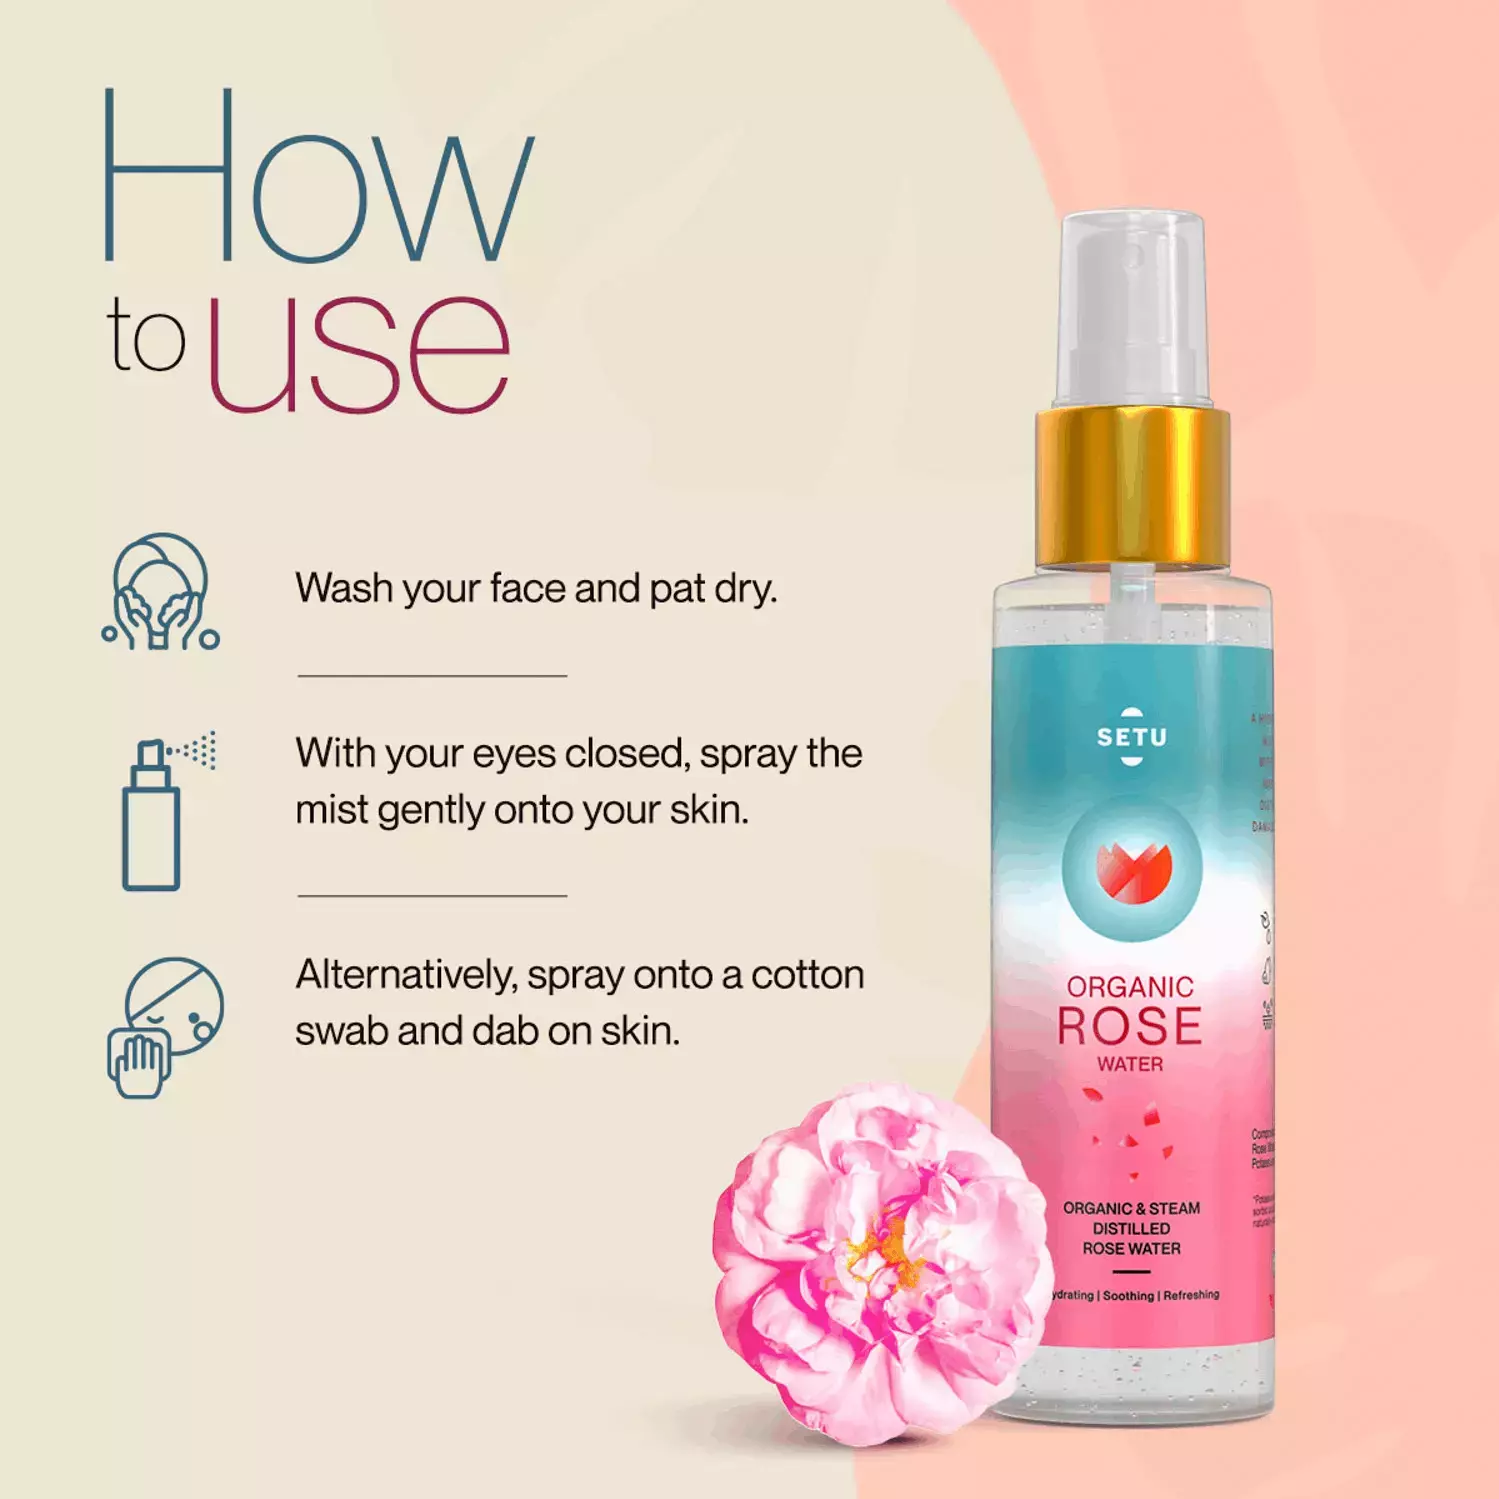 How
to use
Wash your face and pat dry.
With your eyes closed, spray the
mist gently onto your skin.
Alternatively, spray onto a cotton
swab and dab on skin.
SETU
ORGANIC
ROSE
WATER
ORGANIC & STEAM
DISTILLED
ROSE WATER
Soothing | Refreshing